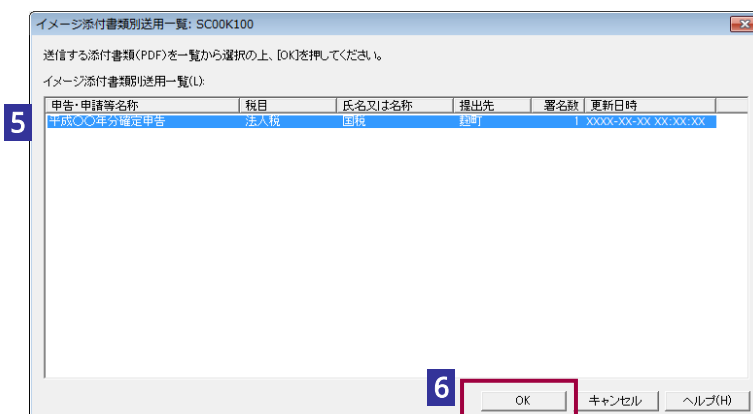 イメージ添付書類別送用一覧: SC00K100
送信する添付書類(PDF)を一覧から選択の上、[OK]を押してください。
イメージ添付書類別送用一覧(L):
申告・申請等名称 税目 氏名又は名称 提出先 署名数 更新日時
5
平成〇〇年分確定申告 法人税 国税 麹町 1 XXXX-XX-XX XX:XX:XX
6
OK キャンセル ヘルプ(H)